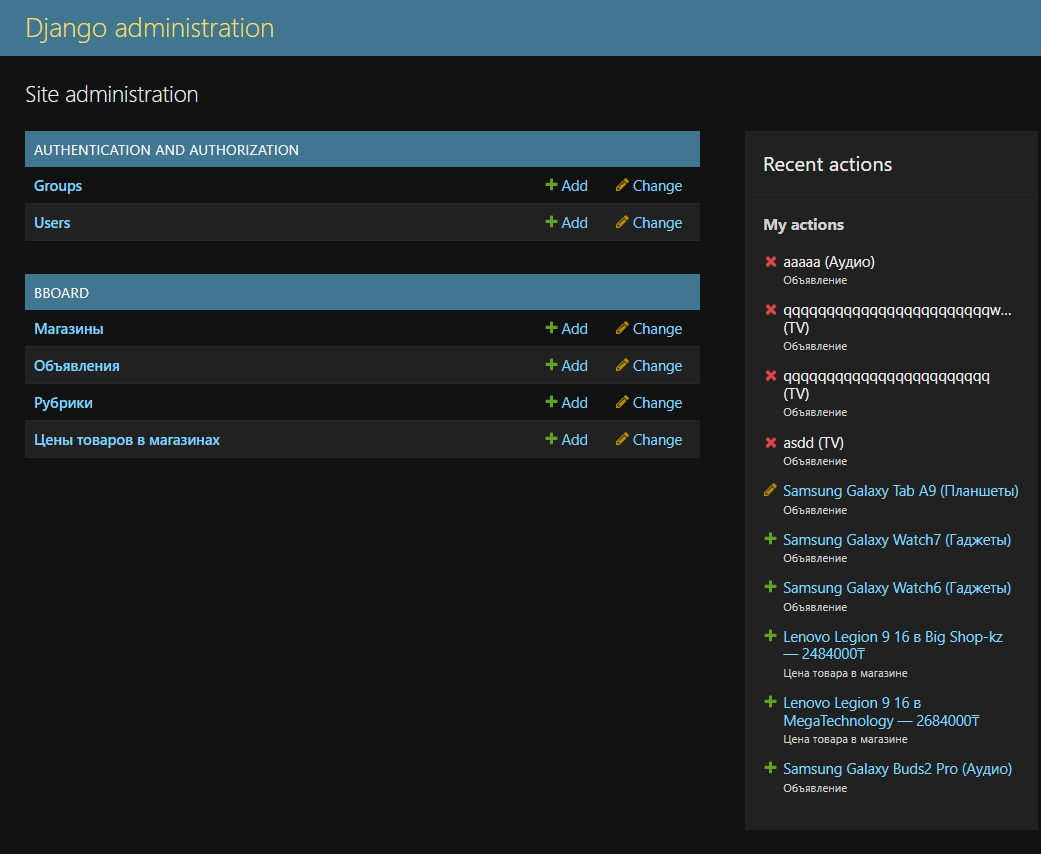 Django administration
Site administration
AUTHENTICATION AND AUTHORIZATION
Groups Add Change
Users Add Change
BBOARD
Магазины Add Change
Объявления Add Change
Рубрики Add Change
Цены товаров в магазинах Add Change
Recent actions
My actions
aaaaa (Аудио)
Объявление
qqqqqqqqqqqqqqqqqqqqqqqqw…
(TV)
Объявление
qqqqqqqqqqqqqqqqqqqqqqqq
(TV)
Объявление
asdd (TV)
Объявление
Samsung Galaxy Tab A9 (Планшеты)
Объявление
Samsung Galaxy Watch7 (Гаджеты)
Объявление
Samsung Galaxy Watch6 (Гаджеты)
Объявление
Lenovo Legion 9 16 в Big Shop-kz
— 2484000₸
Цена товара в магазине
Lenovo Legion 9 16 в
MegaTechnology — 2684000₸
Цена товара в магазине
Samsung Galaxy Buds2 Pro (Аудио)
Объявление